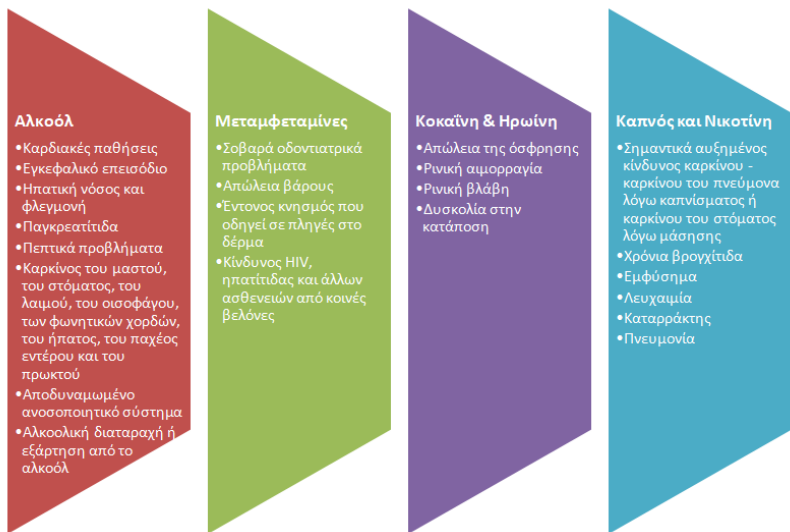 Αλκοόλ
•Καρδιακές παθήσεις
•Εγκεφαλικό επεισόδιο
•Ηπατική νόσος και
φλεγμονή
•Παγκρεατίτιδα
•Πεπτικά προβλήματα
•Καρκίνος του μαστού,
του στόματος, του
λαιμού, του οισοφάγου,
των φωνητικών χορδών,
του ήπατος, του παχέος
εντέρου και του
πρωκτού
•Αποδυναμωμένο
ανοσοποιητικό σύστημα
•Αλκοολική διαταραχή ή
εξάρτηση από το
αλκοόλ
Μεταμφεταμίνες
•Σοβαρά οδοντιατρικά
προβλήματα
•Απώλεια βάρους
•Έντονος κνησμός που
οδηγεί σε πληγές στο
δέρμα
•Κίνδυνος HIV,
ηπατίτιδας και άλλων
ασθενειών από κοινές
βελόνες
Κοκαΐνη & Ηρωίνη
•Απώλεια της όσφρησης
•Ρινική αιμορραγία
•Ρινική βλάβη
•Δυσκολία στην
κατάποση
Καπνός και Νικοτίνη
•Σημαντικά αυξημένος
κίνδυνος καρκίνου -
καρκίνου του πνεύμονα
λόγω καπνίσματος ή
καρκίνου του στόματος
λόγω μάσησης
•Χρόνια βρογχίτιδα
•Εμφύσημα
•Λευχαιμία
•Καταρράκτης
•Πνευμονία